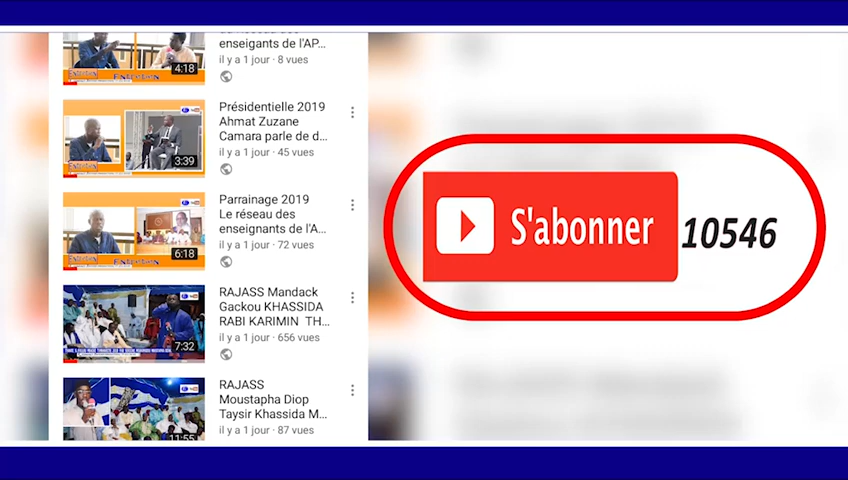 enseigants de l'AP...
il y a 1 jour · 8 vues
4:18
Présidentielle 2019
Ahmat Zuzane
Camara parle de d...
il y a 1 jour · 45 vues
3:39
Parrainage 2019
Le réseau des
enseignants de l'A...
il y a 1 jour · 72 vues
6:18
RAJASS Mandack
Gackou KHASSIDA
RABI KARIMIN TH...
il y a 1 jour · 656 vues
7:32
RAJASS
Moustapha Diop
Taysir Khassida M...
il y a 1 jour · 87 vues
11:55
S'abonner
10546